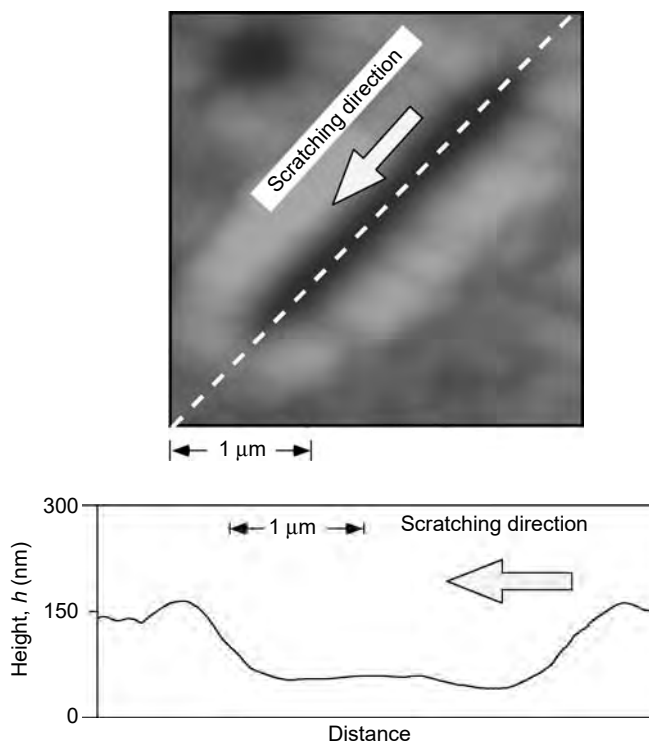 Scratching direction
1 μm
300
1 μm
Scratching direction
Height, h (nm)
150
0
Distance